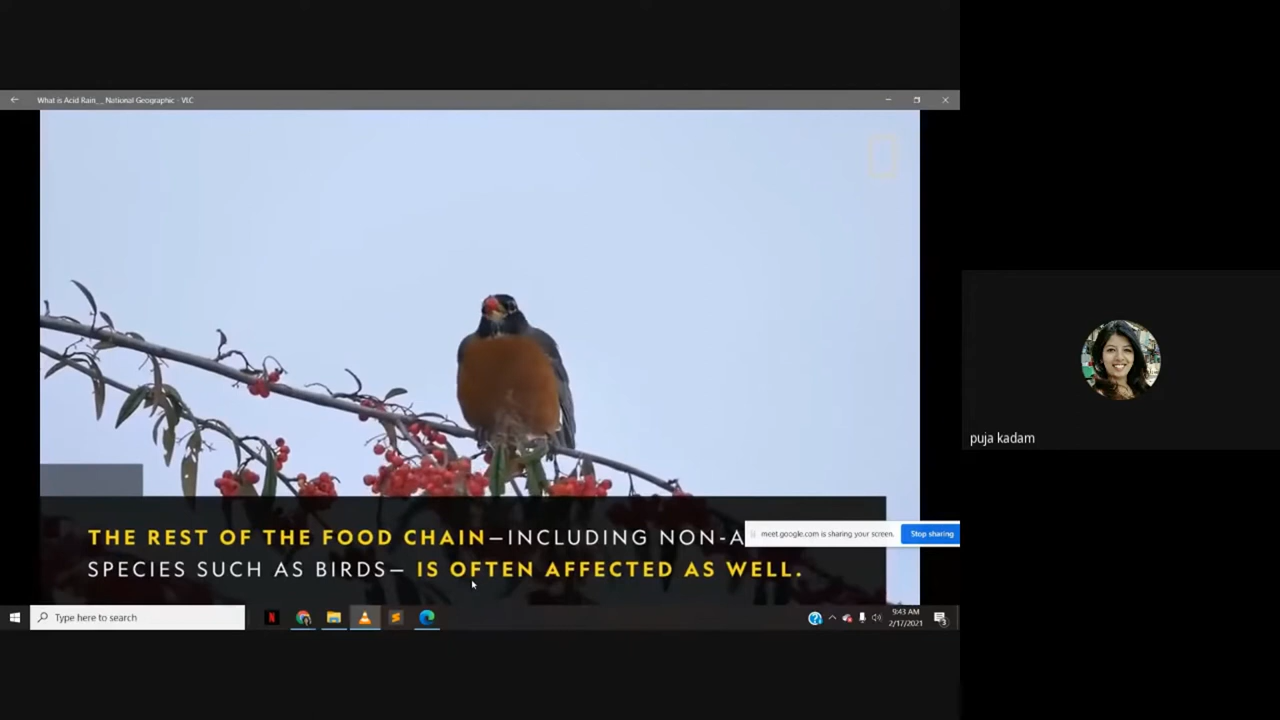 What is Acid Rain_ _ National Geographic - VLC
puja kadam
THE REST OF THE FOOD CHAIN—INCLUDING NON-A
meet.google.com is sharing your screen.
Stop sharing
SPECIES SUCH AS BIRDS— IS OFTEN AFFECTED AS WELL.
Type here to search
9:43 AM
2/17/2021
3